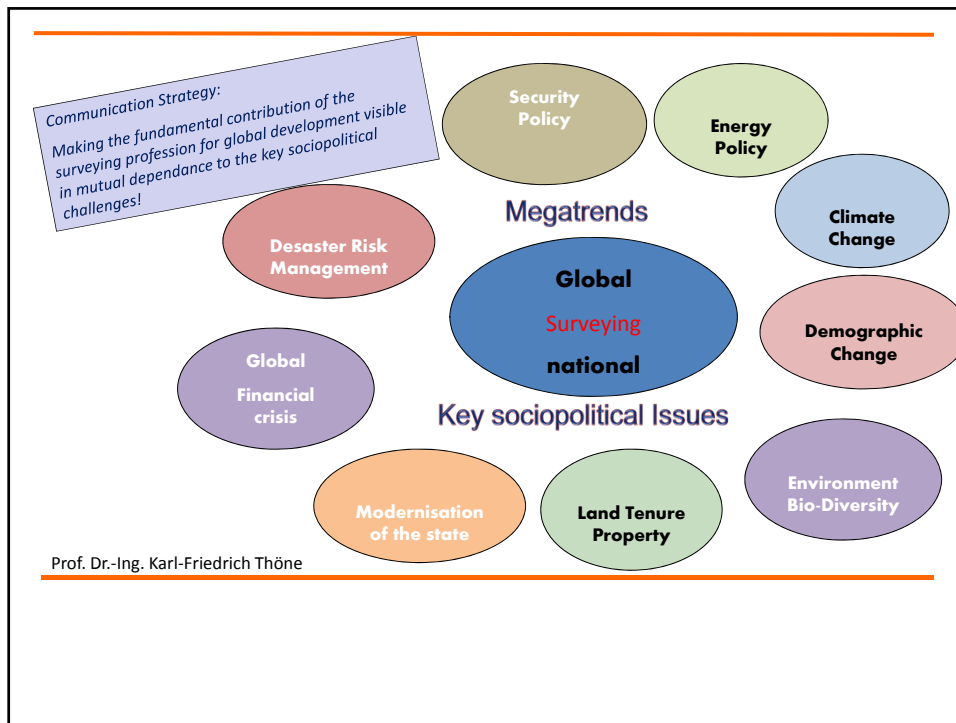 Communication Strategy:
Making the fundamental contribution of the
surveying profession for global development visible
in mutual dependance to the key sociopolitical
challenges!
Security
Policy
Energy
Policy
Climate
Change
Megatrends
Desaster Risk
Management
Global
Surveying
national
Demographic
Change
Global
Financial
crisis
Key sociopolitical Issues
Environment
Bio-Diversity
Modernisation
of the state
Land Tenure
Property
Prof. Dr.-Ing. Karl-Friedrich Thöne